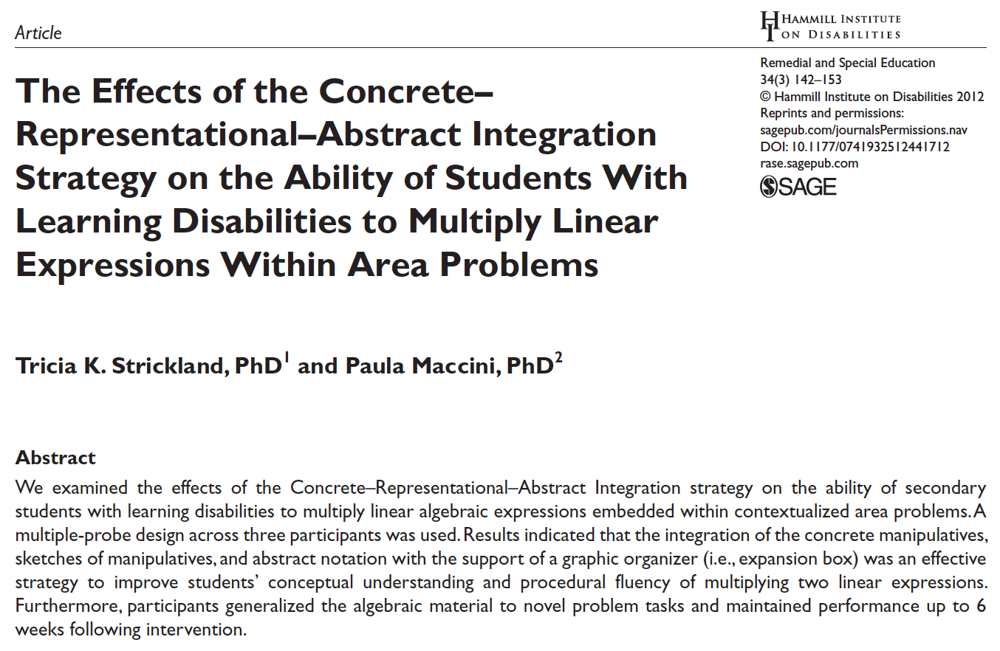 Article
HAMMILL INSTITUTE
ON DISABILITIES
The Effects of the Concrete–
Representational–Abstract Integration
Strategy on the Ability of Students With
Learning Disabilities to Multiply Linear
Expressions Within Area Problems
Remedial and Special Education
34(3) 142–153
© Hammill Institute on Disabilities 2012
Reprints and permissions:
sagepub.com/journalsPermissions.nav
DOI: 10.1177/0741932512441712
rase.sagepub.com
SAGE
Tricia K. Strickland, PhD1 and Paula Maccini, PhD2
Abstract
We examined the effects of the Concrete–Representational–Abstract Integration strategy on the ability of secondary
students with learning disabilities to multiply linear algebraic expressions embedded within contextualized area problems. A
multiple-probe design across three participants was used. Results indicated that the integration of the concrete manipulatives,
sketches of manipulatives, and abstract notation with the support of a graphic organizer (i.e., expansion box) was an effective
strategy to improve students’ conceptual understanding and procedural fluency of multiplying two linear expressions.
Furthermore, participants generalized the algebraic material to novel problem tasks and maintained performance up to 6
weeks following intervention.